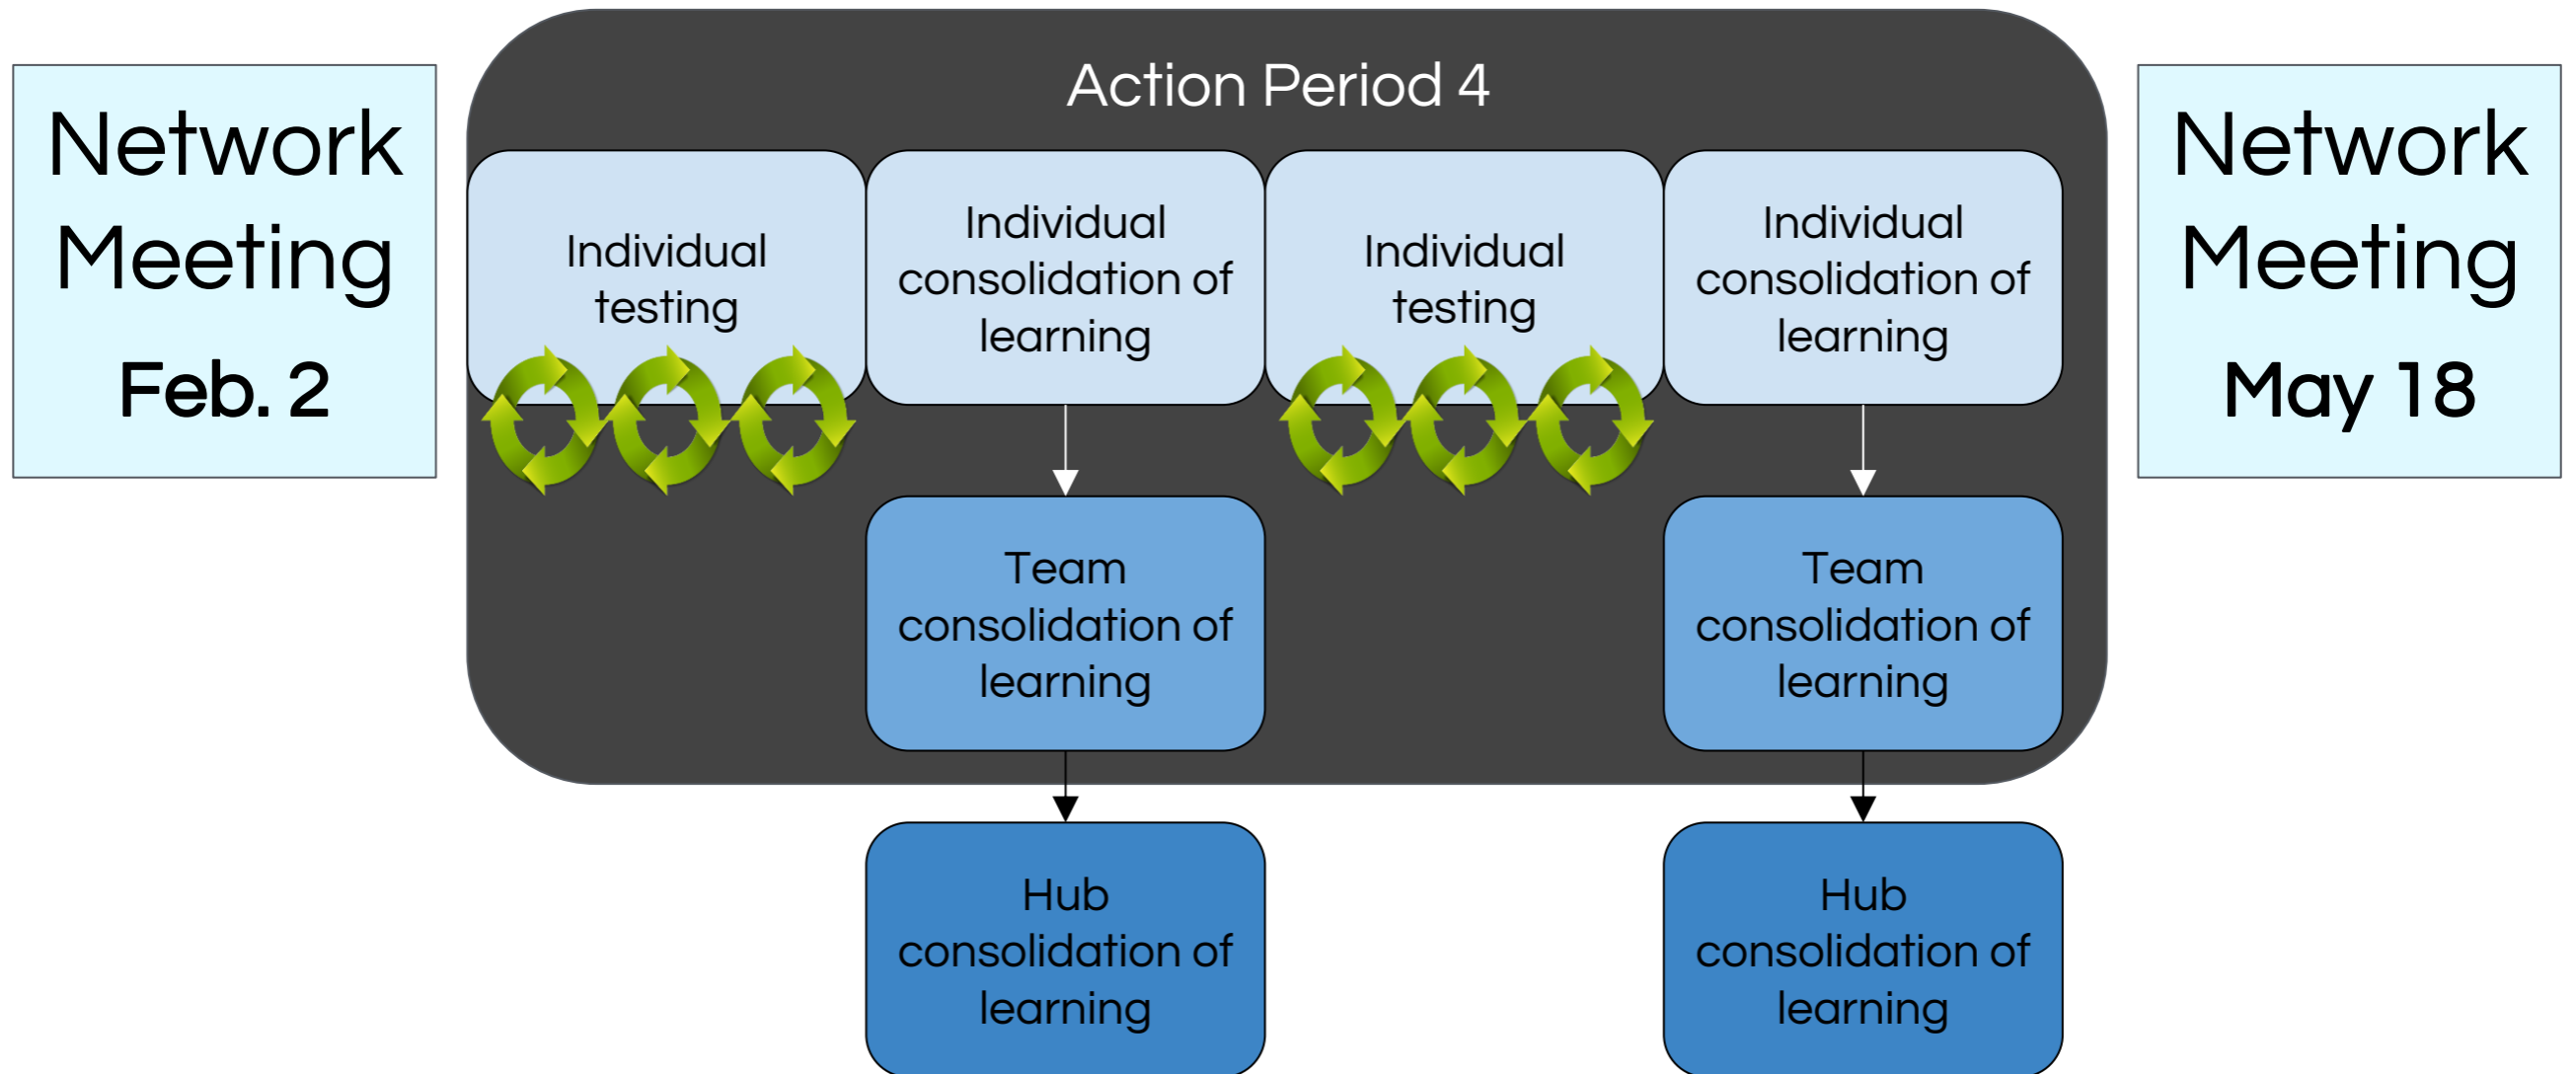 Network
Meeting
Feb. 2
Action Period 4
Individual
testing
Individual
consolidation of
learning
Individual
testing
Individual
consolidation of
learning
Team
consolidation of
learning
Team
consolidation of
learning
Hub
consolidation of
learning
Hub
consolidation of
learning
Network
Meeting
May 18